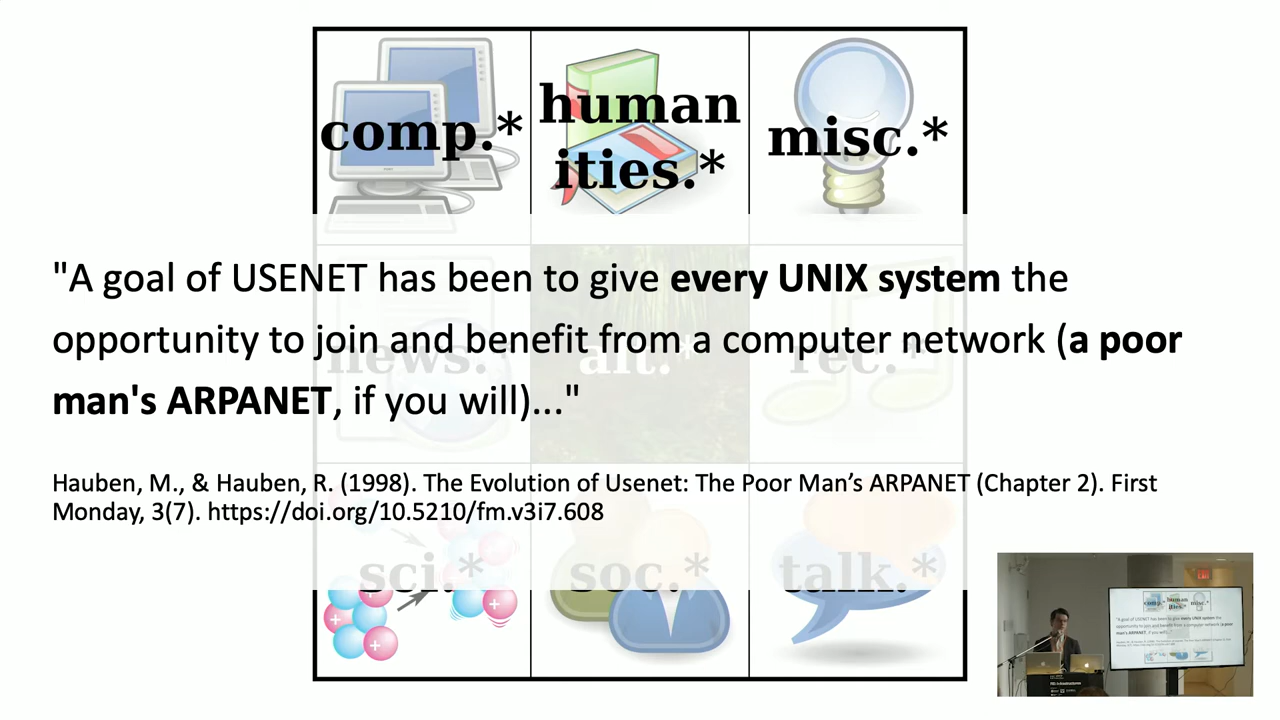 comp.*
human
ities.*
misc.*
"A goal of USENET has been to give every UNIX system the
opportunity to join and benefit from a computer network (a poor
man's ARPANET, if you will)..."
news.*
alt.*
rec.*
Hauben, M., & Hauben, R. (1998). The Evolution of Usenet: The Poor Man’s ARPANET (Chapter 2). First
Monday, 3(7). https://doi.org/10.5210/fm.v3i7.608
sci.*
soc.*
talk.*